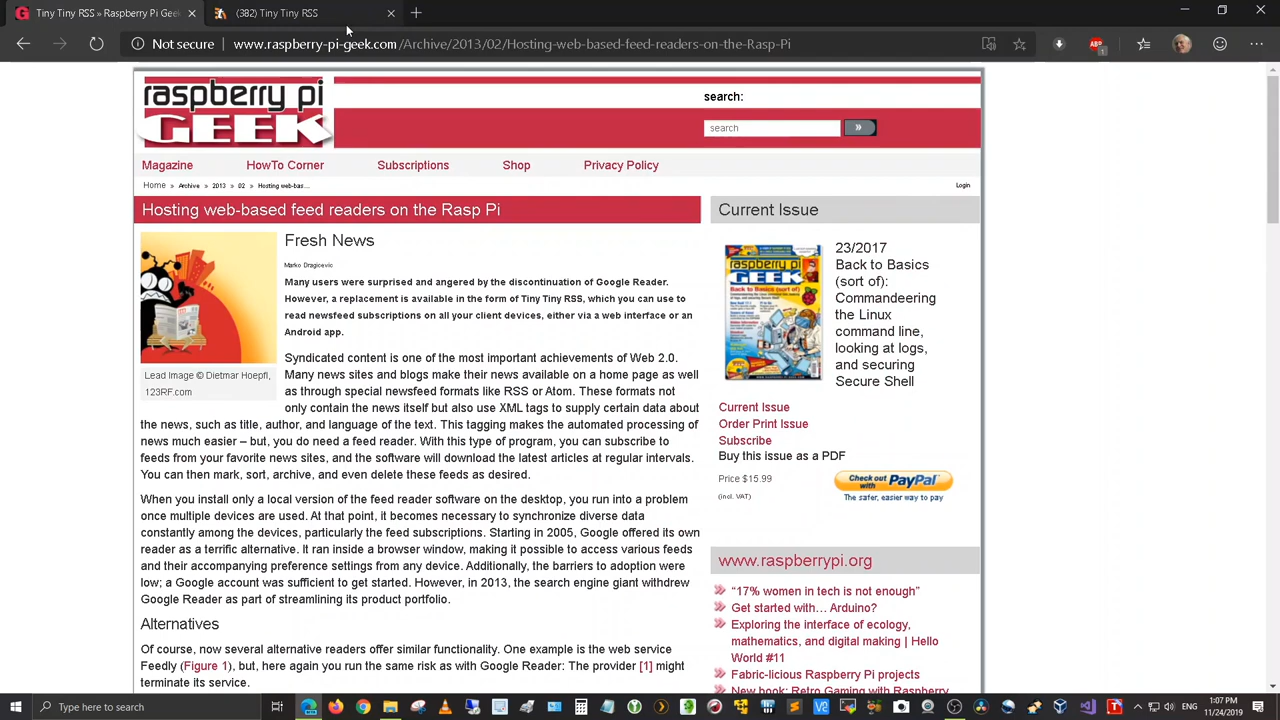 Tiny Tiny RSS/Raspberry Pi Geek
Tiny Tiny RSS
Not secure | www.raspberry-pi-geek.com/Archive/2013/02/Hosting-web-based-feed-readers-on-the-Rasp-Pi
ABP
1
raspberry pi
GEEK
search:
search
»
Magazine HowTo Corner Subscriptions Shop Privacy Policy
Home » Archive » 2013 » 02 » Hosting web-bas...
Login
Hosting web-based feed readers on the Rasp Pi
Fresh News
Marko Dragicevic
Many users were surprised and angered by the discontinuation of Google Reader.
However, a replacement is available in the form of Tiny Tiny RSS, which you can use to
read newsfeed subscriptions on all your client devices, either via a web interface or an
Android app.
Lead Image © Dietmar Hoepfl,
123RF.com
Syndicated content is one of the most important achievements of Web 2.0.
Many news sites and blogs make their news available on a home page as well
as through special newsfeed formats like RSS or Atom. These formats not
only contain the news itself but also use XML tags to supply certain data about
the news, such as title, author, and language of the text. This tagging makes the automated processing of
news much easier – but, you do need a feed reader. With this type of program, you can subscribe to
feeds from your favorite news sites, and the software will download the latest articles at regular intervals.
You can then mark, sort, archive, and even delete these feeds as desired.
When you install only a local version of the feed reader software on the desktop, you run into a problem
once multiple devices are used. At that point, it becomes necessary to synchronize diverse data
constantly among the devices, particularly the feed subscriptions. Starting in 2005, Google offered its own
reader as a terrific alternative. It ran inside a browser window, making it possible to access various feeds
and their accompanying preference settings from any device. Additionally, the barriers to adoption were
low; a Google account was sufficient to get started. However, in 2013, the search engine giant withdrew
Google Reader as part of streamlining its product portfolio.
Alternatives
Of course, now several alternative readers offer similar functionality. One example is the web service
Feedly (Figure 1), but, here again you run the same risk as with Google Reader: The provider [1] might
terminate its service.
Current Issue
raspberry pi
GEEK
Back to Basics
23/2017
Back to Basics
(sort of):
Commandeering
the Linux
command line,
looking at logs,
and securing
Secure Shell
Current Issue
Order Print Issue
Subscribe
Buy this issue as a PDF
Price $15.99
(incl. VAT)
Check out
with PayPal
The safer, easier way to pay
www.raspberrypi.org
“17% women in tech is not enough”
Get started with… Arduino?
Exploring the interface of ecology,
mathematics, and digital making | Hello
World #11
Fabric-licious Raspberry Pi projects
New book: Retro Gaming with Raspberry
Type here to search
ENG
1:07 PM
11/24/2019